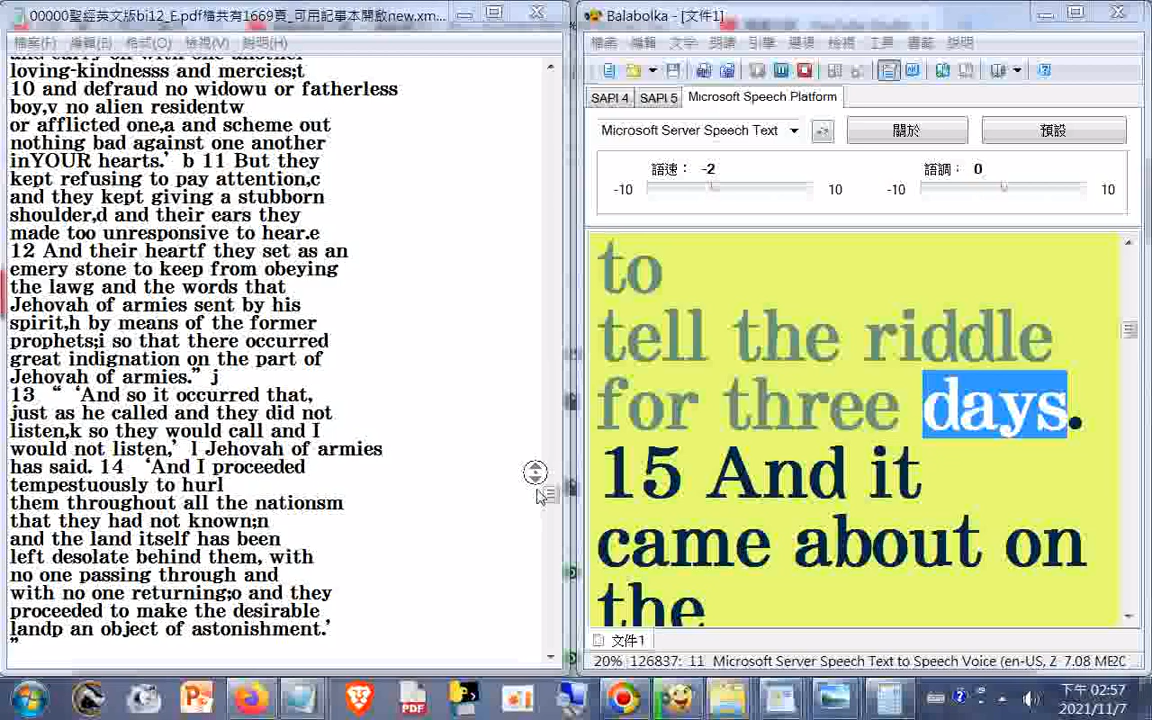 00000聖經英文版bi12_E.pdf檔共有1669頁_可用記事本開啟new.xm...
檔案(F) 編輯(E) 格式(O) 檢視(V) 說明(H)
and carry on with one another
loving-kindnesss and mercies;t
10 and defraud no widowu or fatherless
boy,v no alien residentw
or afflicted one,a and scheme out
nothing bad against one another
inYOUR hearts.’ b 11 But they
kept refusing to pay attention,c
and they kept giving a stubborn
shoulder,d and their ears they
made too unresponsive to hear.e
12 And their heartf they set as an
emery stone to keep from obeying
the lawg and the words that
Jehovah of armies sent by his
spirit,h by means of the former
prophets;i so that there occurred
great indignation on the part of
Jehovah of armies.” j
13 “ ‘And so it occurred that,
just as he called and they did not
listen,k so they would call and I
would not listen,’ l Jehovah of armies
has said. 14 ‘And I proceeded
tempestuously to hurl
them throughout all the nationsm
that they had not known;n
and the land itself has been
left desolate behind them, with
no one passing through and
with no one returning;o and they
proceeded to make the desirable
landp an object of astonishment.’
”
Balabolka - [文件1]
檔案 編輯 文字 朗讀 引擎 選項 檢視 工具 書籤 說明
SAPI 4 SAPI 5 Microsoft Speech Platform
Microsoft Server Speech Text 關於 預設
語速： -2 語調： 0
-10 10 -10 10
to
tell the riddle
for three days.
15 And it
came about on
the
文件1
20% 126837: 11 Microsoft Server Speech Text to Speech Voice (en-US, Z 7.08 ME
PDF
下午 02:57
2021/11/7